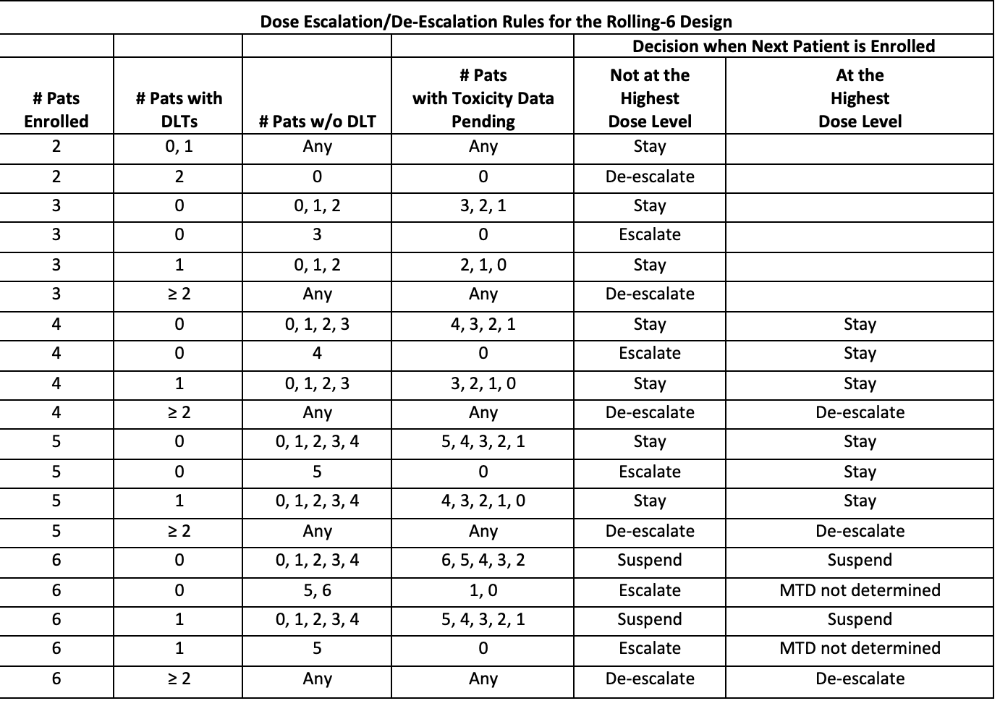 Dose Escalation/De-Escalation Rules for the Rolling-6 Design
Decision when Next Patient is Enrolled
# Pats Enrolled | # Pats with DLTs | # Pats w/o DLT | # Pats with Toxicity Data Pending | Not at the Highest Dose Level | At the Highest Dose Level
2 | 0, 1 | Any | Any | Stay
2 | 2 | 0 | 0 | De-escalate
3 | 0 | 0, 1, 2 | 3, 2, 1 | Stay
3 | 0 | 3 | 0 | Escalate
3 | 1 | 0, 1, 2 | 2, 1, 0 | Stay
3 | ≥ 2 | Any | Any | De-escalate
4 | 0 | 0, 1, 2, 3 | 4, 3, 2, 1 | Stay | Stay
4 | 0 | 4 | 0 | Escalate | Stay
4 | 1 | 0, 1, 2, 3 | 3, 2, 1, 0 | Stay | Stay
4 | ≥ 2 | Any | Any | De-escalate | De-escalate
5 | 0 | 0, 1, 2, 3, 4 | 5, 4, 3, 2, 1 | Stay | Stay
5 | 0 | 5 | 0 | Escalate | Stay
5 | 1 | 0, 1, 2, 3, 4 | 4, 3, 2, 1, 0 | Stay | Stay
5 | ≥ 2 | Any | Any | De-escalate | De-escalate
6 | 0 | 0, 1, 2, 3, 4 | 6, 5, 4, 3, 2 | Suspend | Suspend
6 | 0 | 5, 6 | 1, 0 | Escalate | MTD not determined
6 | 1 | 0, 1, 2, 3, 4 | 5, 4, 3, 2, 1 | Suspend | Suspend
6 | 1 | 5 | 0 | Escalate | MTD not determined
6 | ≥ 2 | Any | Any | De-escalate | De-escalate